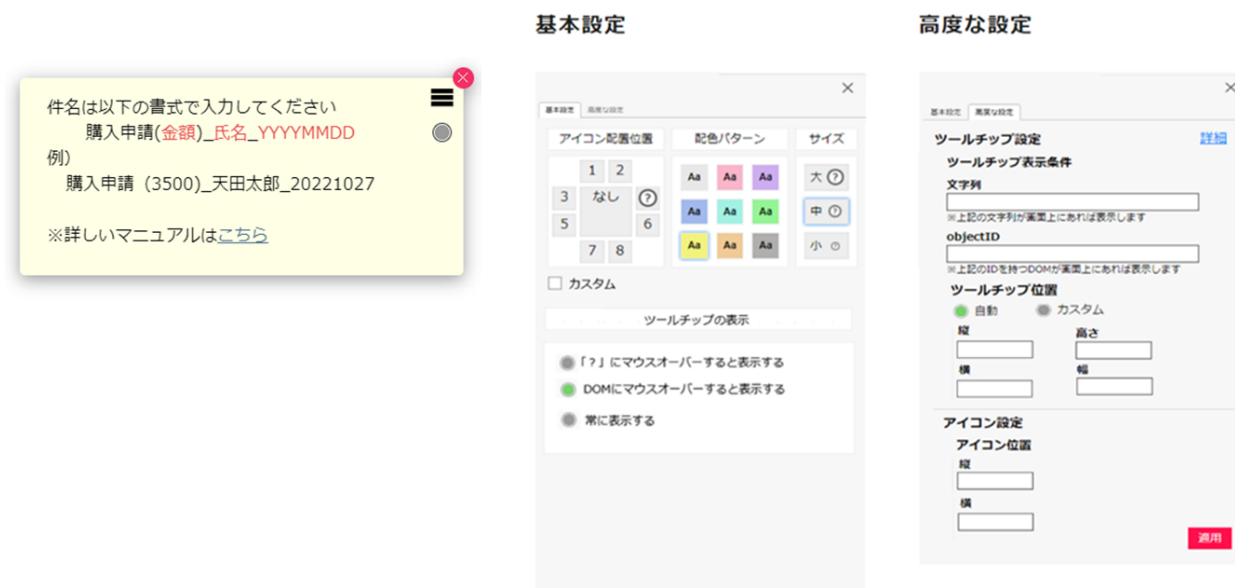 基本設定
高度な設定
件名は以下の書式で入力してください
購入申請(金額)_氏名_YYYYMMDD
例）
購入申請（3500)_天田太郎_20221027
※詳しいマニュアルはこちら
基本設定 高度な設定
アイコン配置位置 配色パターン サイズ
1 2
3 なし ?
5 6
7 8
Aa Aa Aa
Aa Aa Aa
Aa Aa Aa
大 ?
中 ?
小 ?
カスタム
ツールチップの表示
「？」にマウスオーバーすると表示する
DOMにマウスオーバーすると表示する
常に表示する
基本設定 高度な設定
ツールチップ設定 詳細
ツールチップ表示条件
文字列
※上記の文字列が画面上にあれば表示します
objectID
※上記のIDを持つDOMが画面上にあれば表示します
ツールチップ位置
自動 カスタム
縦 高さ
横 幅
アイコン設定
アイコン位置
縦
横
適用